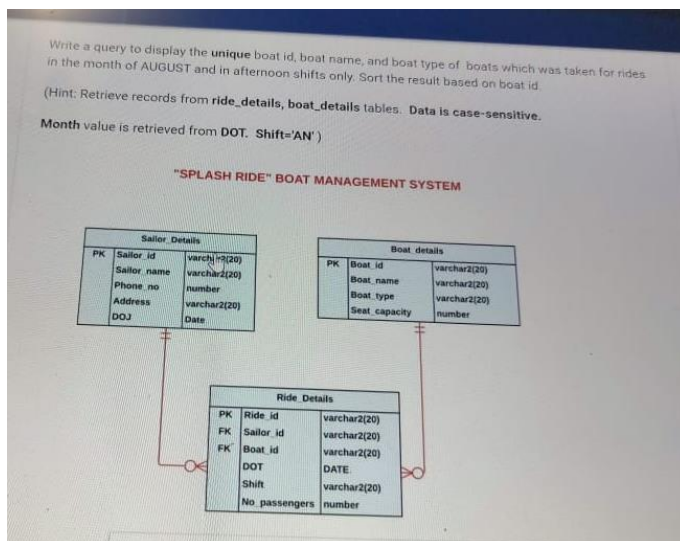 Write a query to display the unique boat id, boat name, and boat type of boats which was taken for rides
in the month of AUGUST and in afternoon shifts only. Sort the result based on boat id.
(Hint: Retrieve records from ride_details, boat_details tables. Data is case-sensitive.
Month value is retrieved from DOT. Shift='AN')
"SPLASH RIDE" BOAT MANAGEMENT SYSTEM
Sailor_Details
PK Sailor_id varchar2(20)
Sailor_name varchar2(20)
Phone_no number
Address varchar2(20)
DOJ Date
Boat_details
PK Boat_id varchar2(20)
Boat_name varchar2(20)
Boat_type varchar2(20)
Seat_capacity number
Ride_Details
PK Ride_id varchar2(20)
FK Sailor_id varchar2(20)
FK Boat_id varchar2(20)
DOT DATE
Shift varchar2(20)
No_passengers number